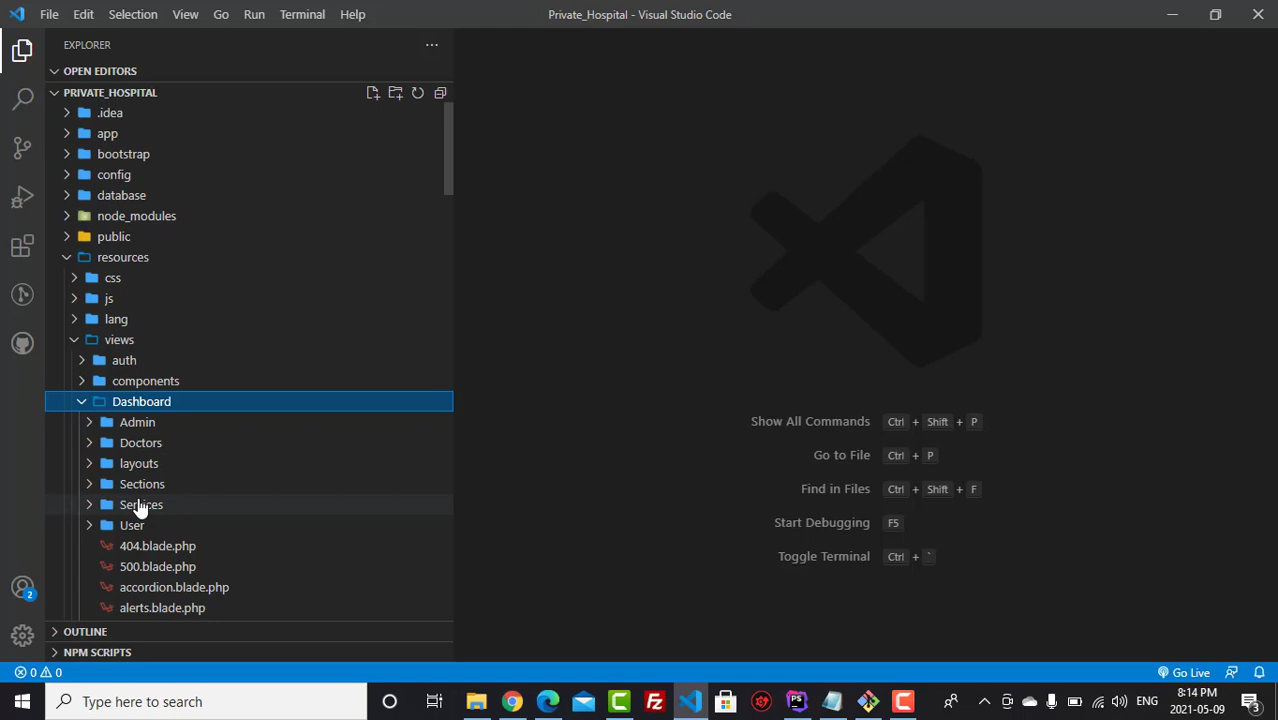 File Edit Selection View Go Run Terminal Help Private_Hospital - Visual Studio Code
EXPLORER
OPEN EDITORS
PRIVATE_HOSPITAL
.idea
app
bootstrap
config
database
node_modules
public
resources
css
js
lang
views
auth
components
Dashboard
Admin
Doctors
layouts
Sections
Services
User
404.blade.php
500.blade.php
accordion.blade.php
alerts.blade.php
OUTLINE
NPM SCRIPTS
Show All Commands Ctrl + Shift + P
Go to File Ctrl + P
Find in Files Ctrl + Shift + F
Start Debugging F5
Toggle Terminal Ctrl + `
2
0 0 Go Live
Type here to search
ENG
8:14 PM
2021-05-09
3